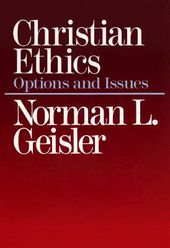 Christian
Ethics
Options and Issues
Norman L.
Geisler